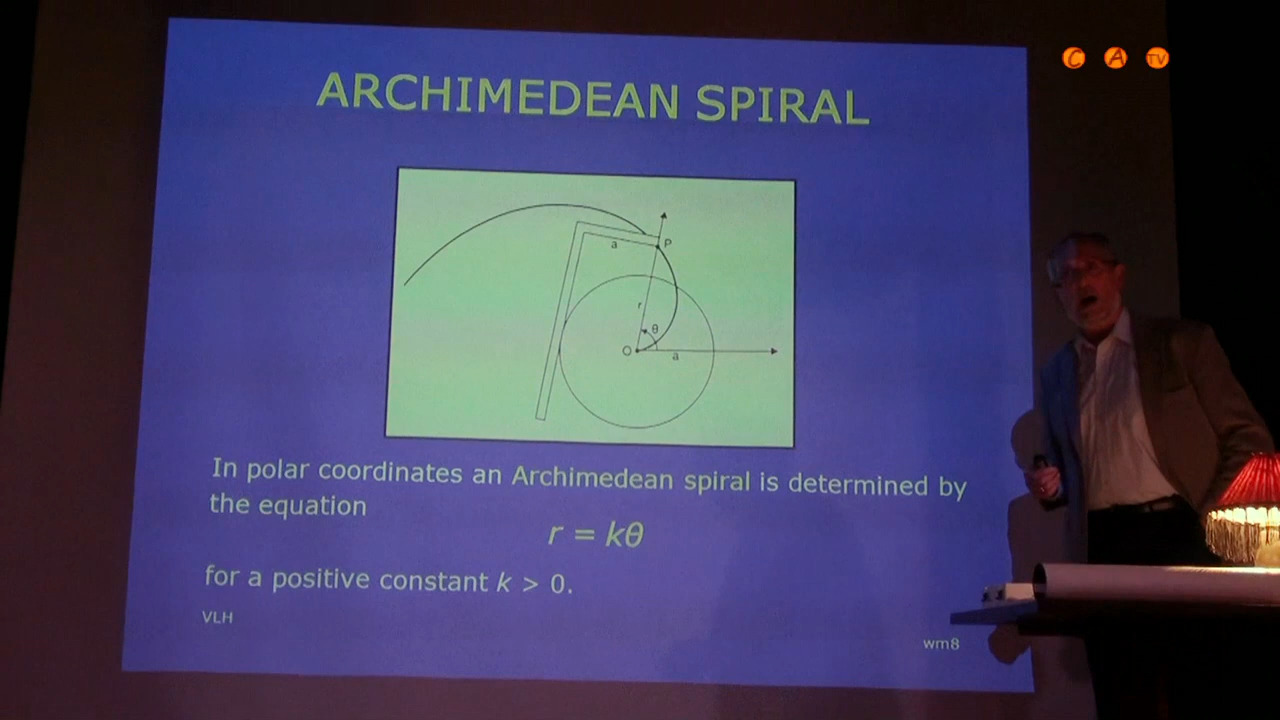 C A TV
ARCHIMEDEAN SPIRAL
a
P
r
θ
O
a
In polar coordinates an Archimedean spiral is determined by
the equation
r = kθ
for a positive constant k > 0.
VLH
wm8